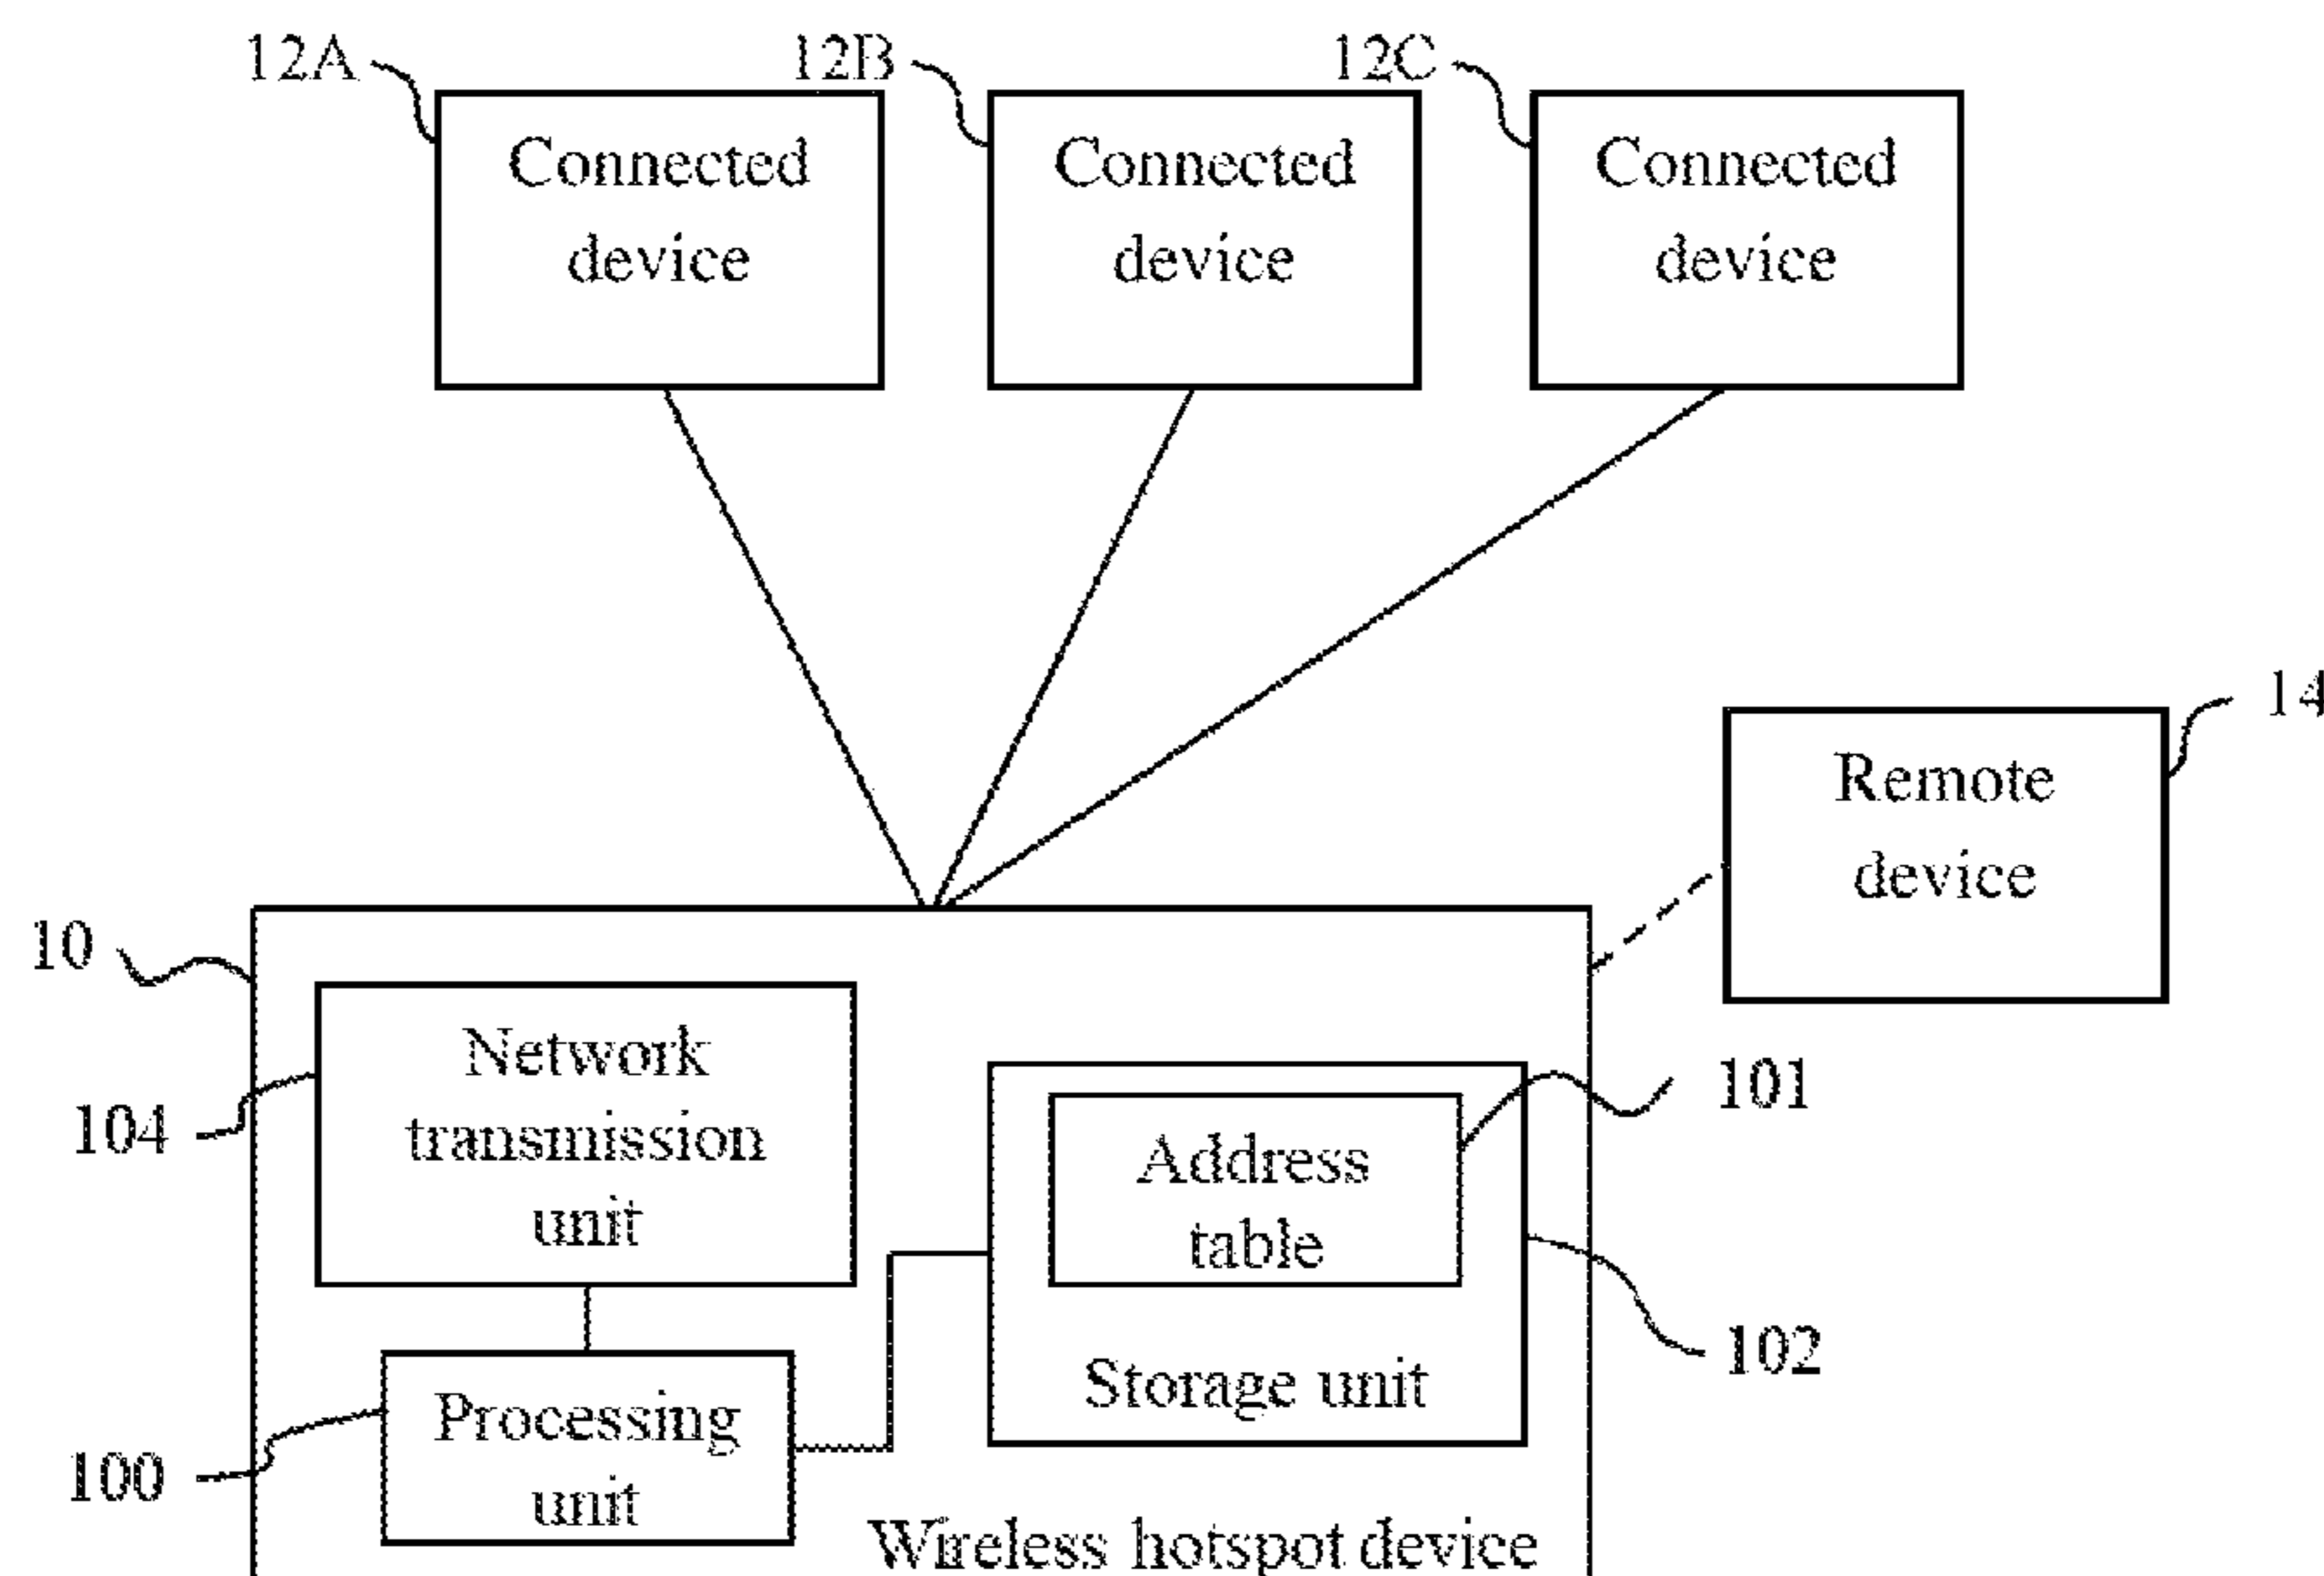 12A
12B
12C
Connected
device
Connected
device
Connected
device
14
Remote
device
10
Network
transmission
unit
104
Address
table
101
Storage unit
102
Processing
unit
100
Wireless hotspot device